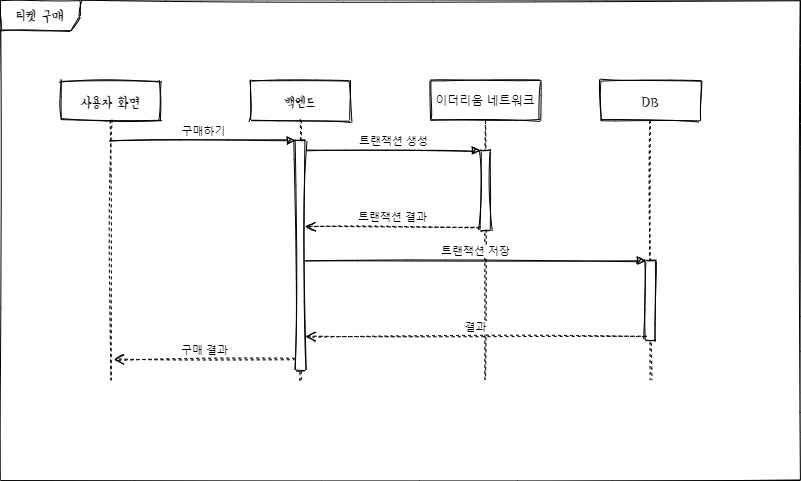 티켓 구매
사용자 화면
백엔드
이더리움 네트워크
DB
구매하기
트랜잭션 생성
트랜잭션 결과
트랜잭션 저장
결과
구매 결과